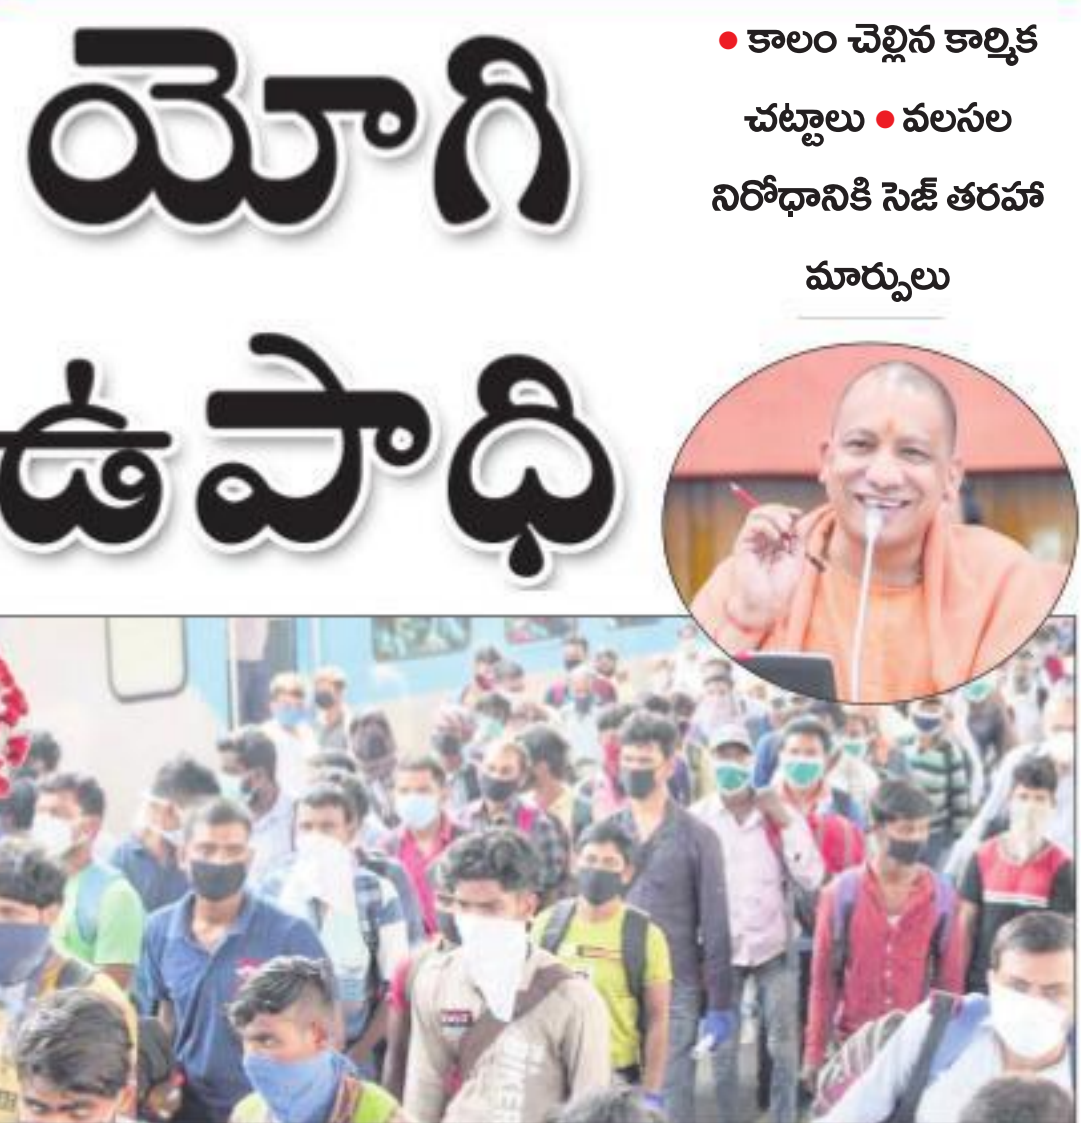 యోగి
ఉపాధి
• కాలం చెల్లిన కార్మిక
చట్టాలు • వలసల
నిరోధానికి సెజ్ తరహా
మార్పులు